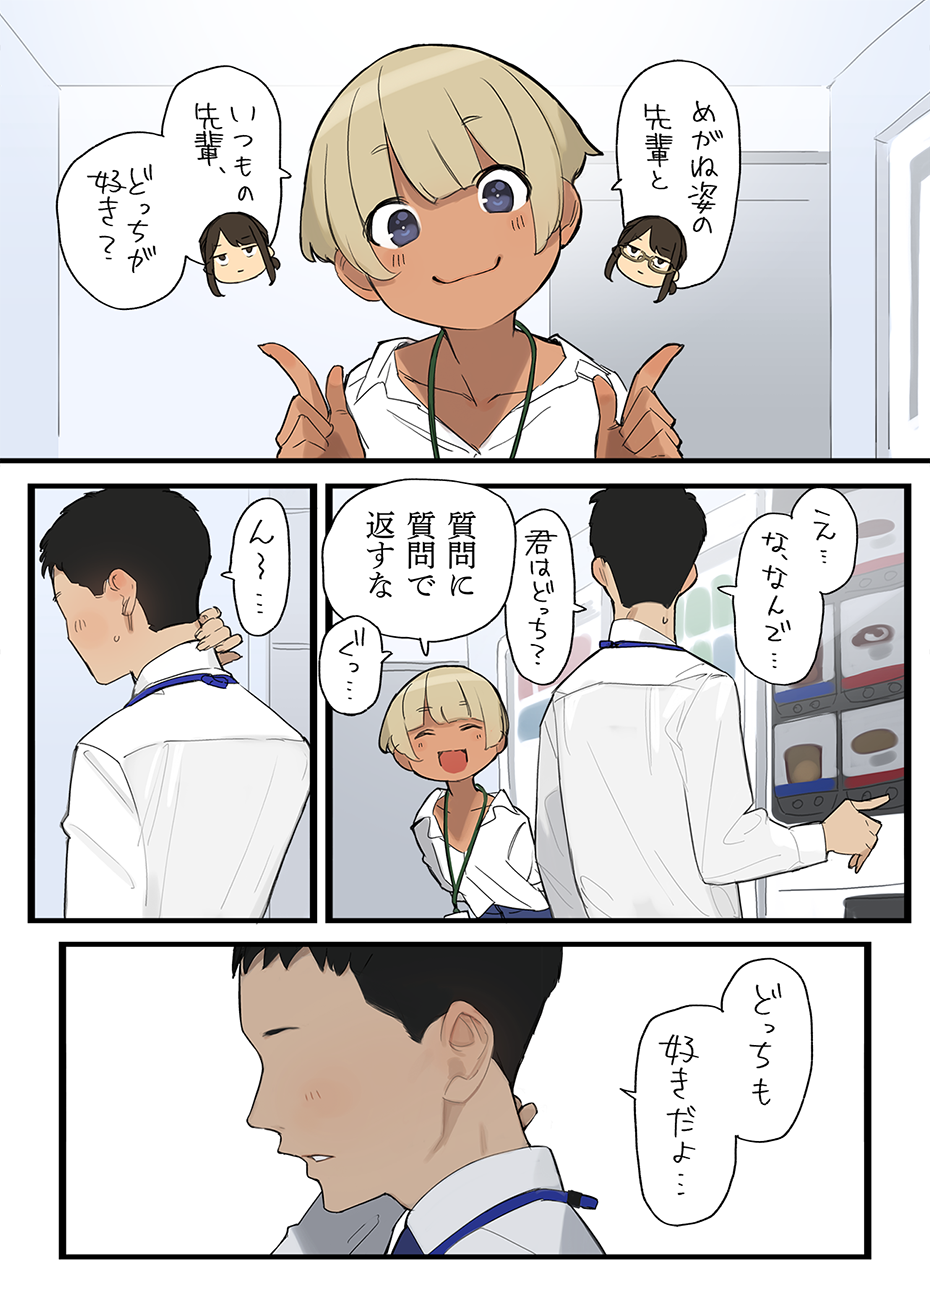 めがね姿の
先輩と
いつもの
先輩、
どっちが
好き？
え…
な、なんで…
君はどっち？
質問に
質問で
返すな
ぐっ…
ん〜…
どっちも
好きだよ…